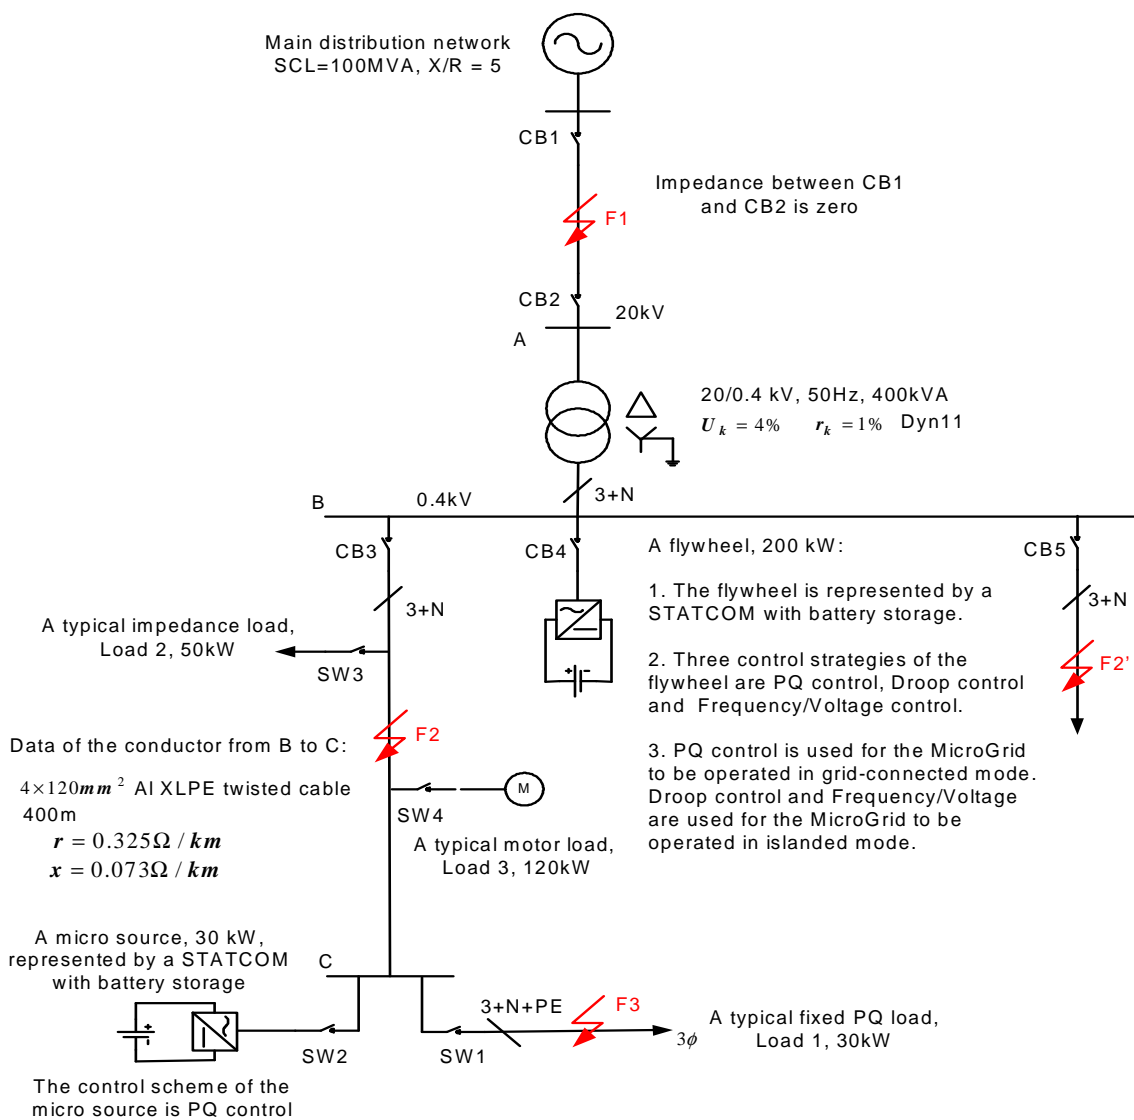 Main distribution network
SCL=100MVA, X/R = 5
CB1
Impedance between CB1
and CB2 is zero
F1
CB2
20kV
A
20/0.4 kV, 50Hz, 400kVA
U_k = 4% r_k = 1% Dyn11
3+N
B
0.4kV
CB3
CB4
CB5
A flywheel, 200 kW:
1. The flywheel is represented by a
STATCOM with battery storage.
2. Three control strategies of the
flywheel are PQ control, Droop control
and Frequency/Voltage control.
3. PQ control is used for the MicroGrid
to be operated in grid-connected mode.
Droop control and Frequency/Voltage
are used for the MicroGrid to be
operated in islanded mode.
3+N
3+N
F2'
A typical impedance load,
Load 2, 50kW
SW3
+ -
F2
Data of the conductor from B to C:
4×120mm² Al XLPE twisted cable
400m
r = 0.325Ω / km
x = 0.073Ω / km
SW4
M
A typical motor load,
Load 3, 120kW
A micro source, 30 kW,
represented by a STATCOM
with battery storage
C
+
-
SW2
SW1
3+N+PE
F3
3ϕ
A typical fixed PQ load,
Load 1, 30kW
The control scheme of the
micro source is PQ control